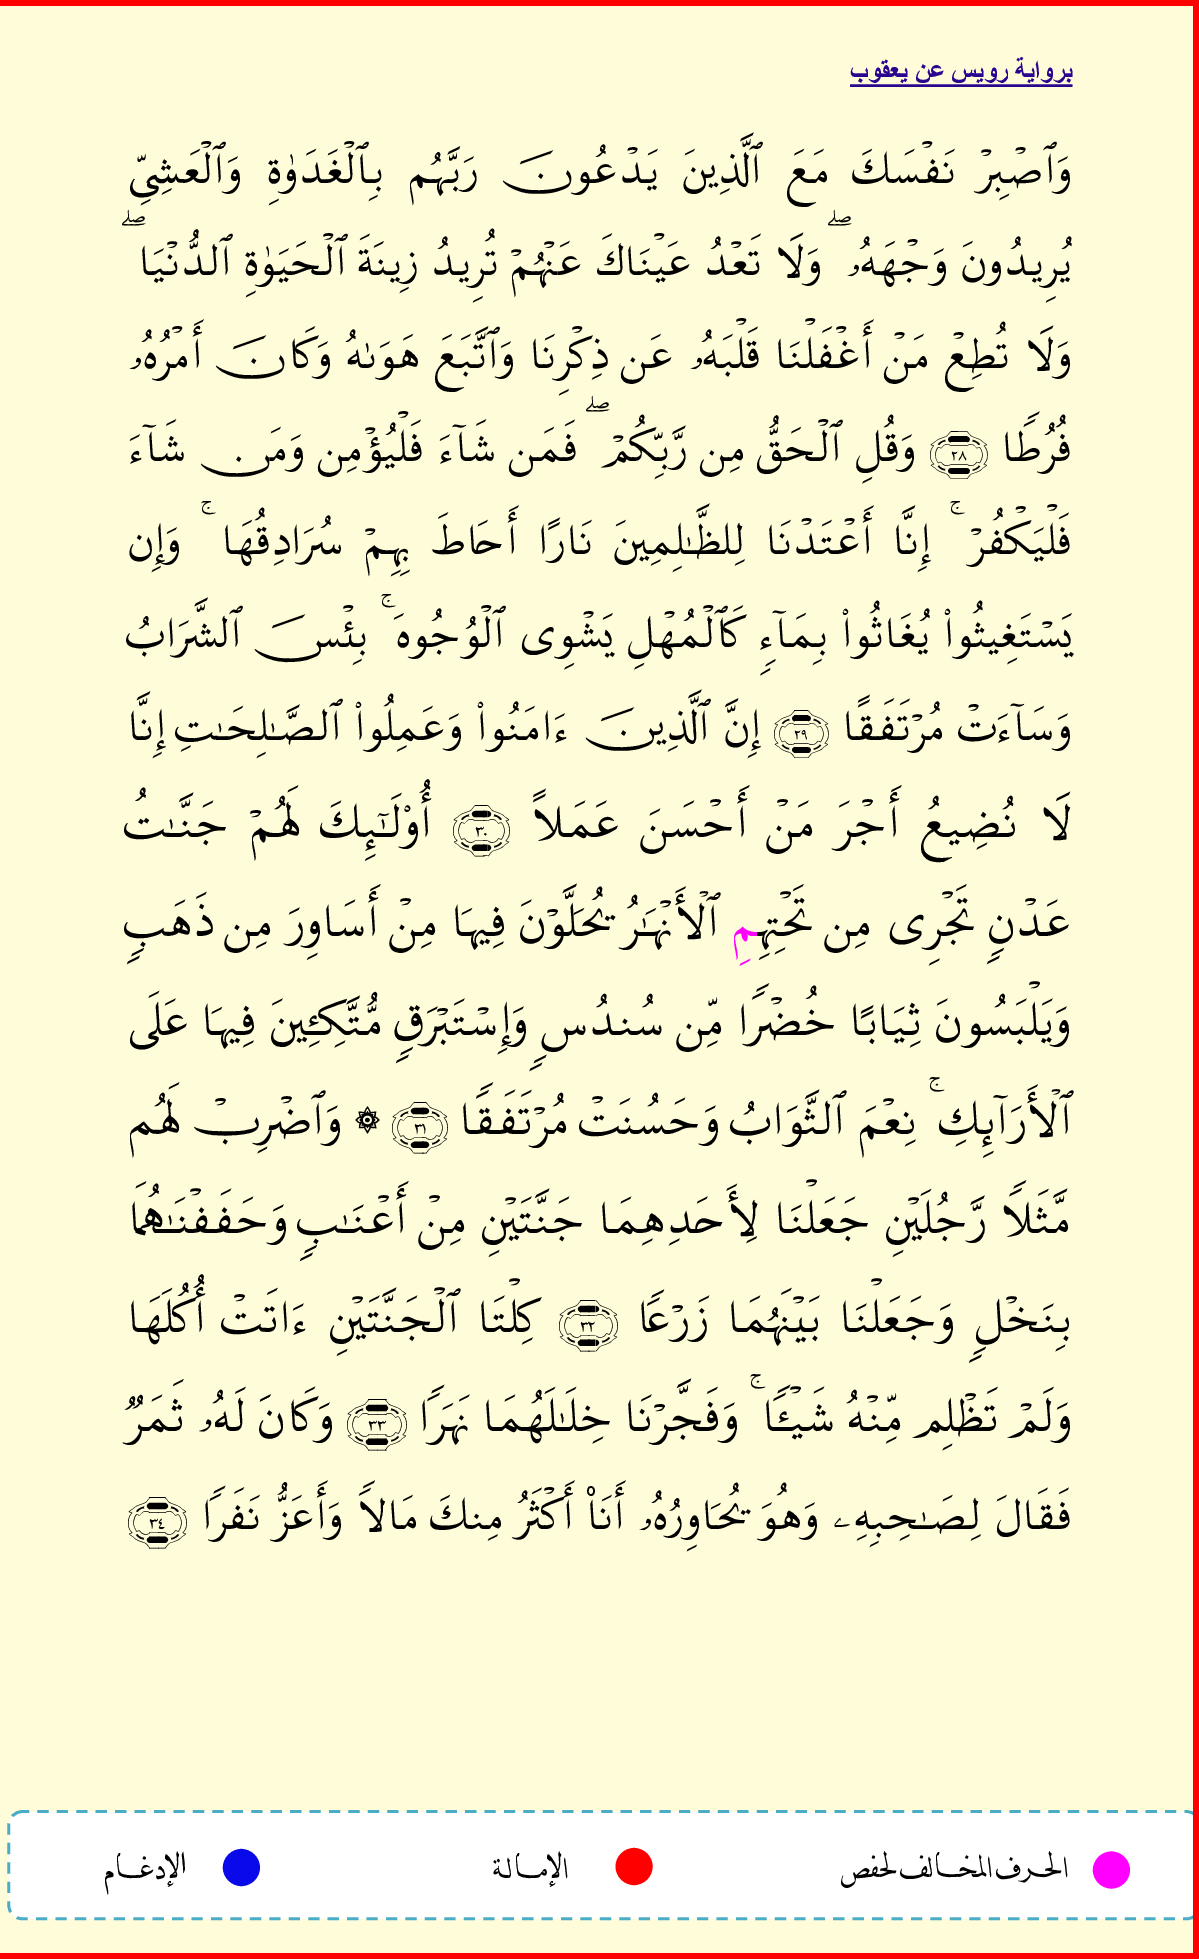 برواية رويس عن يعقوب
وَٱصْبِرْ نَفْسَكَ مَعَ ٱلَّذِينَ يَدْعُونَ رَبَّهُم بِٱلْغَدَوٰةِ وَٱلْعَشِىِّ
يُرِيدُونَ وَجْهَهُۥ ۖ وَلَا تَعْدُ عَيْنَاكَ عَنْهُمْ تُرِيدُ زِينَةَ ٱلْحَيَوٰةِ ٱلدُّنْيَا ۖ
وَلَا تُطِعْ مَنْ أَغْفَلْنَا قَلْبَهُۥ عَن ذِكْرِنَا وَٱتَّبَعَ هَوَىٰهُ وَكَانَ أَمْرُهُۥ
فُرُطًا ٢٨ وَقُلِ ٱلْحَقُّ مِن رَّبِّكُمْ ۖ فَمَن شَآءَ فَلْيُؤْمِن وَمَن شَآءَ
فَلْيَكْفُرْ ۚ إِنَّا أَعْتَدْنَا لِلظَّـٰلِمِينَ نَارًا أَحَاطَ بِهِمْ سُرَادِقُهَا ۚ وَإِن
يَسْتَغِيثُوا۟ يُغَاثُوا۟ بِمَآءٍ كَٱلْمُهْلِ يَشْوِى ٱلْوُجُوهَ ۚ بِئْسَ ٱلشَّرَابُ
وَسَآءَتْ مُرْتَفَقًا ٢٩ إِنَّ ٱلَّذِينَ ءَامَنُوا۟ وَعَمِلُوا۟ ٱلصَّـٰلِحَـٰتِ إِنَّا
لَا نُضِيعُ أَجْرَ مَنْ أَحْسَنَ عَمَلاً ٣٠ أُو۟لَـٰٓئِكَ لَهُمْ جَنَّـٰتُ
عَدْنٍ تَجْرِى مِن تَحْتِهِمِ ٱلْأَنْهَـٰرُ يُحَلَّوْنَ فِيهَا مِنْ أَسَاوِرَ مِن ذَهَبٍ
وَيَلْبَسُونَ ثِيَابًا خُضْرًا مِّن سُندُسٍ وَإِسْتَبْرَقٍ مُّتَّكِـِٔينَ فِيهَا عَلَى
ٱلْأَرَآئِكِ ۚ نِعْمَ ٱلثَّوَابُ وَحَسُنَتْ مُرْتَفَقًا ٣١ ۞ وَٱضْرِبْ لَهُم
مَّثَلاً رَّجُلَيْنِ جَعَلْنَا لِأَحَدِهِمَا جَنَّتَيْنِ مِنْ أَعْنَـٰبٍ وَحَفَفْنَـٰهُمَا
بِنَخْلٍ وَجَعَلْنَا بَيْنَهُمَا زَرْعًا ٣٢ كِلْتَا ٱلْجَنَّتَيْنِ ءَاتَتْ أُكُلَهَا
وَلَمْ تَظْلِم مِّنْهُ شَيْـًٔا ۚ وَفَجَّرْنَا خِلَـٰلَهُمَا نَهَرًا ٣٣ وَكَانَ لَهُۥ ثَمَرٌ
فَقَالَ لِصَـٰحِبِهِۦ وَهُوَ يُحَاوِرُهُۥ أَنَا۠ أَكْثَرُ مِنكَ مَالاً وَأَعَزُّ نَفَرًا ٣٤
الحرف المخالف لحفص الإمالة الإدغام